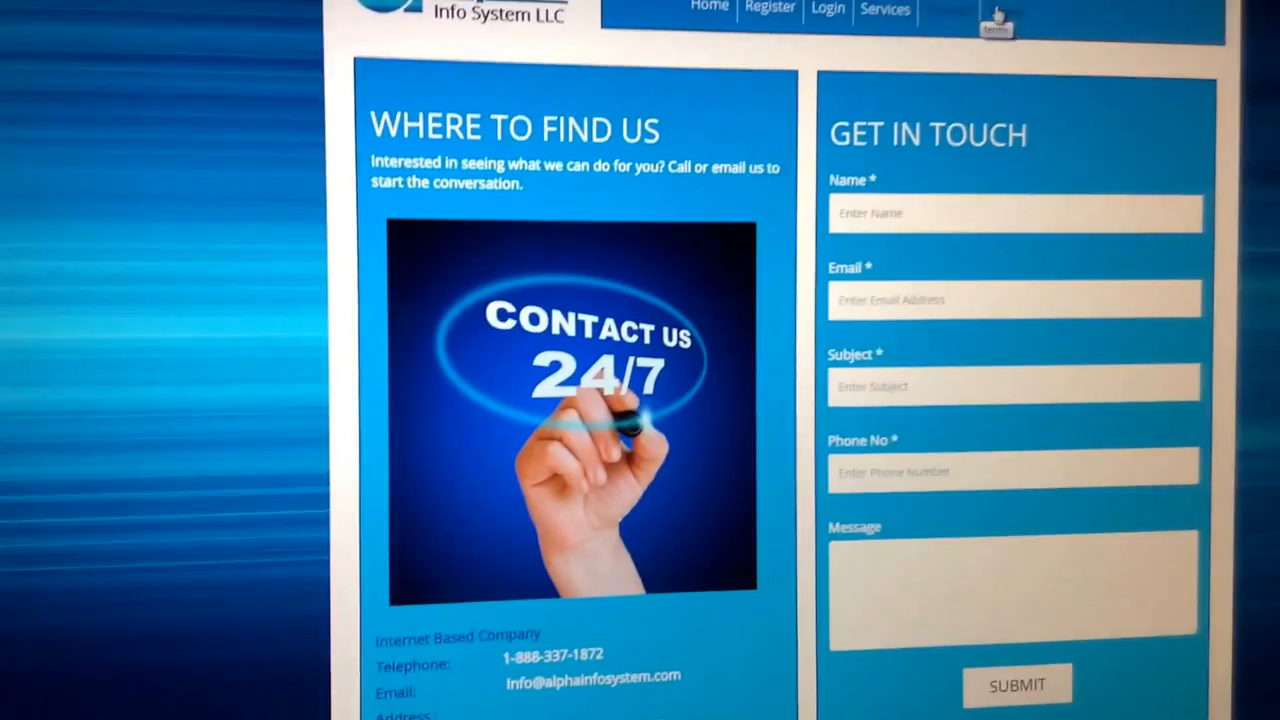 Info System LLC
Home
Register
Login
Services
WHERE TO FIND US
Interested in seeing what we can do for you? Call or email us to
start the conversation.
CONTACT US
24/7
Internet Based Company
Telephone: 1-888-337-1872
Email: Info@alphainfosystem.com
Address :
GET IN TOUCH
Name *
Enter Name
Email *
Enter Email Address
Subject *
Enter Subject
Phone No *
Enter Phone Number
Message
SUBMIT